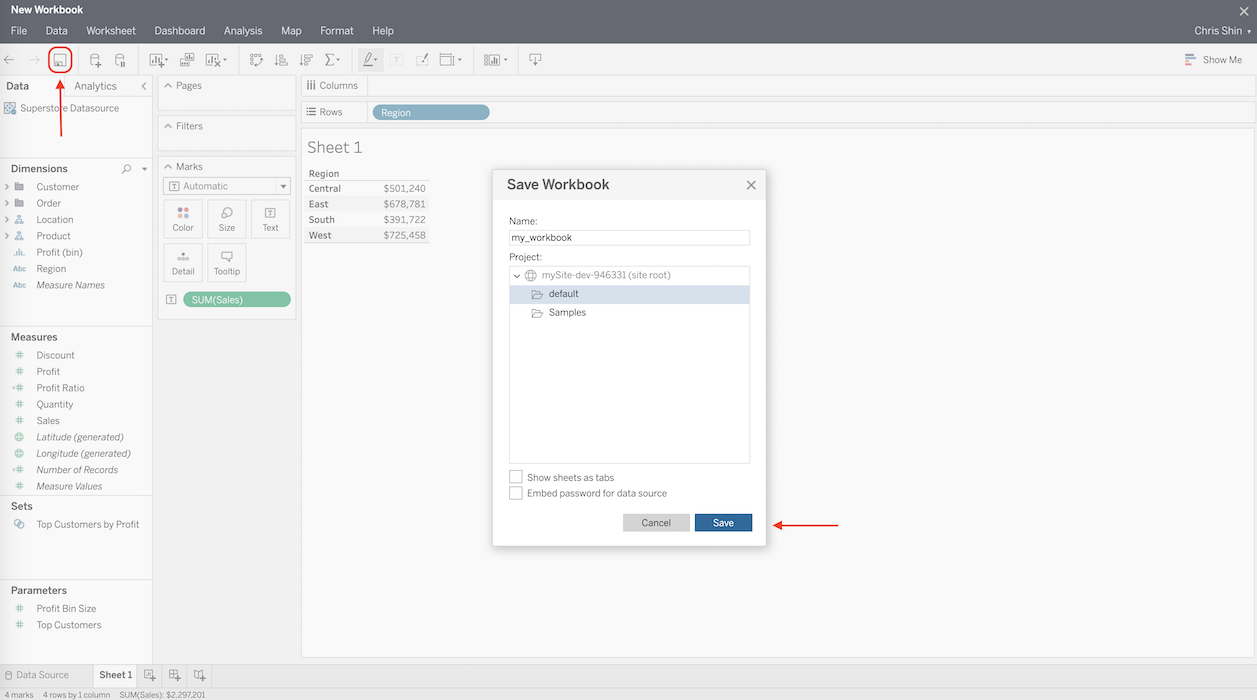 New Workbook
File Data Worksheet Dashboard Analysis Map Format Help
Chris Shin
Show Me
Data Analytics
Superstore Datasource
Dimensions
Customer
Order
Location
Product
Profit (bin)
Abc Region
Abc Measure Names
Measures
Discount
Profit
Profit Ratio
Quantity
Sales
Latitude (generated)
Longitude (generated)
Number of Records
Measure Values
Sets
Top Customers by Profit
Parameters
Profit Bin Size
Top Customers
Pages
Filters
Marks
Automatic
Color Size Text
Detail Tooltip
SUM(Sales)
Columns
Rows Region
Sheet 1
Region
Central $501,240
East $678,781
South $391,722
West $725,458
Save Workbook
Name:
my_workbook
Project:
mySite-dev-946331 (site root)
default
Samples
Show sheets as tabs
Embed password for data source
Cancel Save
Data Source Sheet 1
4 marks 4 rows by 1 column SUM(Sales): $2,297,201